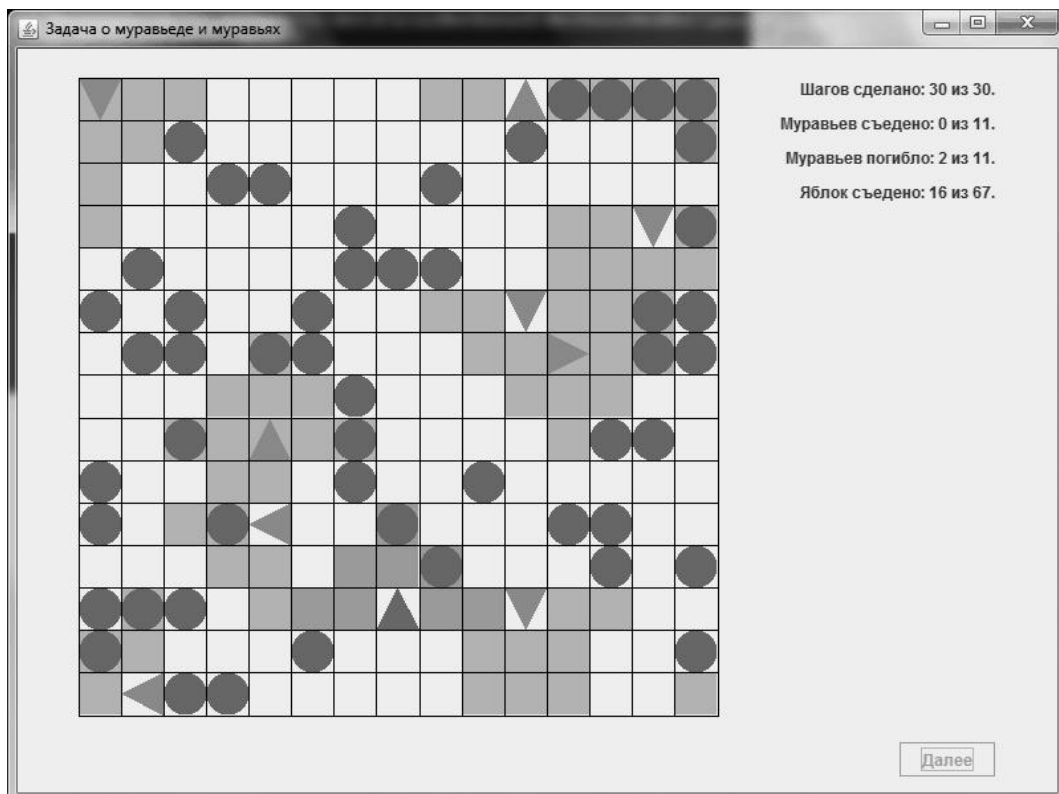 Задача о муравьеде и муравьях
Шагов сделано: 30 из 30.
Муравьев съедено: 0 из 11.
Муравьев погибло: 2 из 11.
Яблок съедено: 16 из 67.
Далее